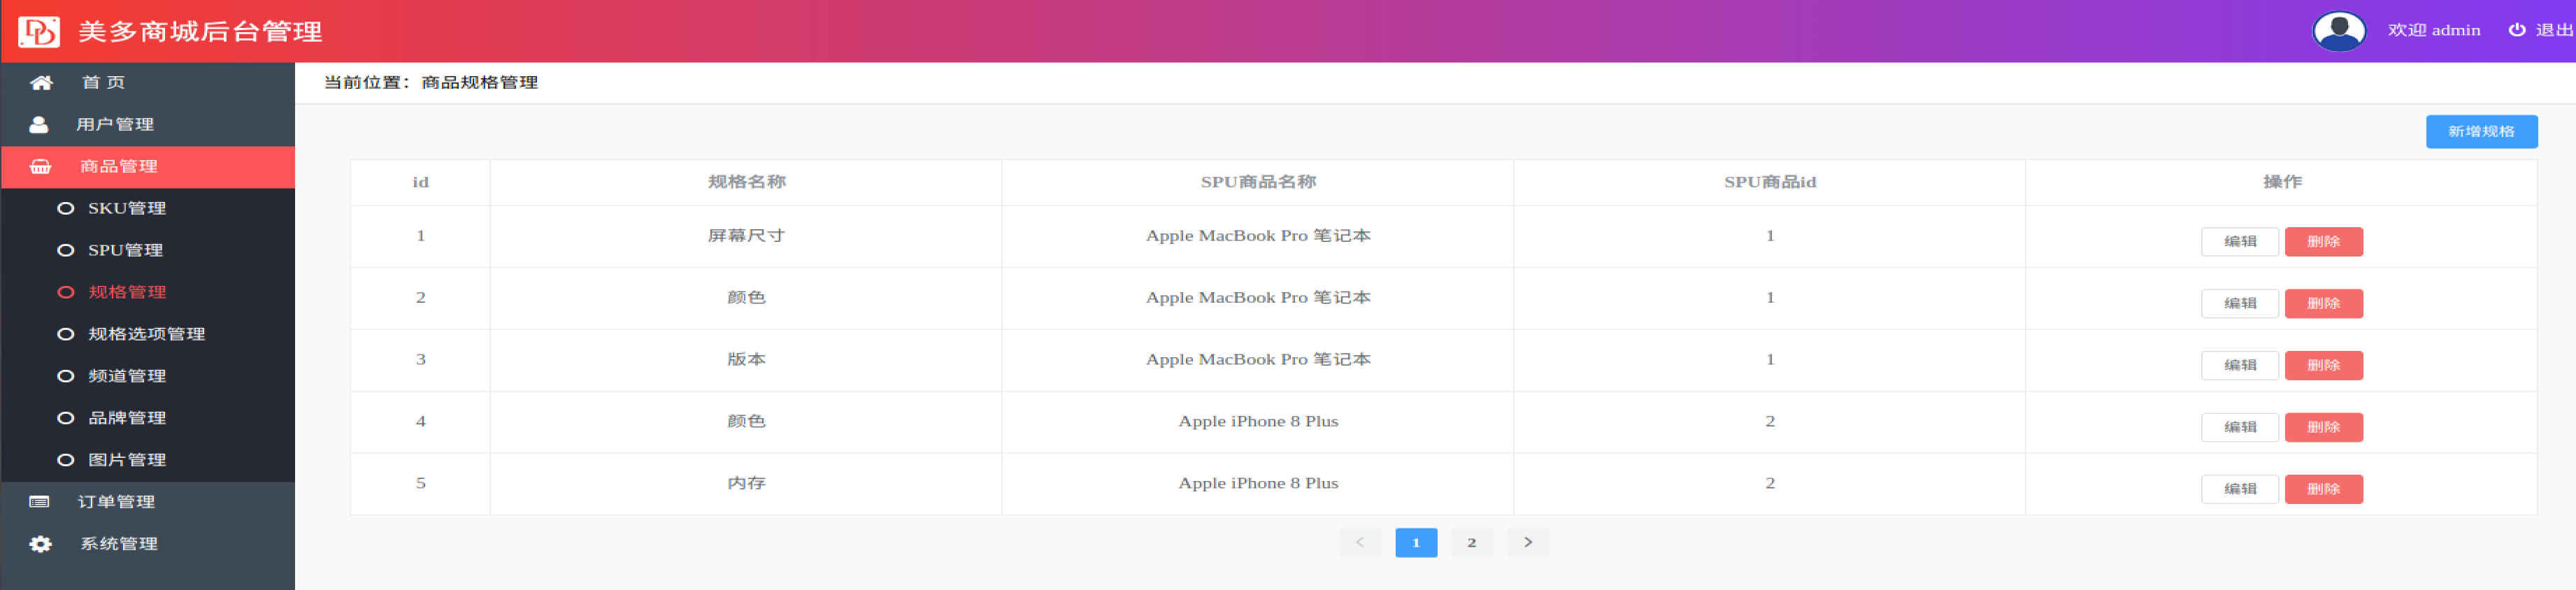 美多商城后台管理
欢迎 admin 退出
首 页
用户管理
商品管理
SKU管理
SPU管理
规格管理
规格选项管理
频道管理
品牌管理
图片管理
订单管理
系统管理
当前位置：商品规格管理
新增规格
id 规格名称 SPU商品名称 SPU商品id 操作
1 屏幕尺寸 Apple MacBook Pro 笔记本 1 编辑 删除
2 颜色 Apple MacBook Pro 笔记本 1 编辑 删除
3 版本 Apple MacBook Pro 笔记本 1 编辑 删除
4 颜色 Apple iPhone 8 Plus 2 编辑 删除
5 内存 Apple iPhone 8 Plus 2 编辑 删除
< 1 2 >